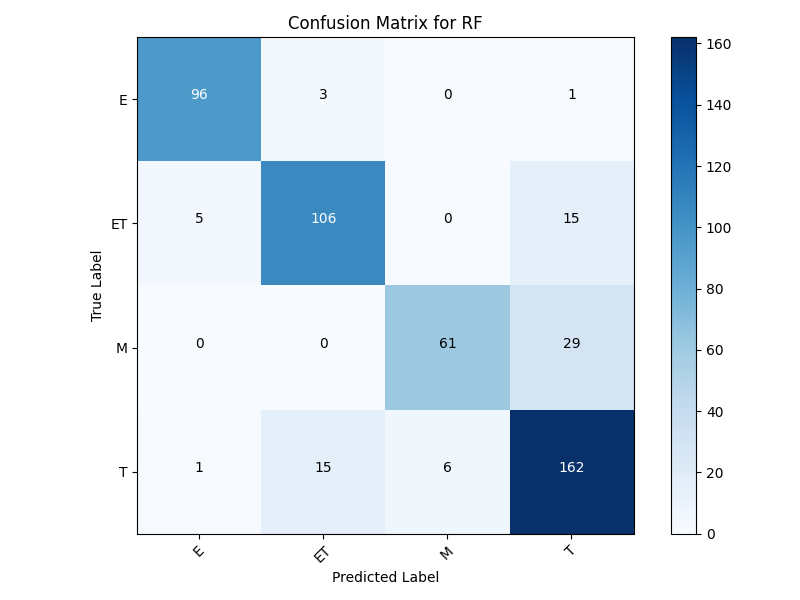 Confusion Matrix for RF
True Label
E 96 3 0 1
ET 5 106 0 15
M 0 0 61 29
T 1 15 6 162
E ET M T
Predicted Label
160
140
120
100
80
60
40
20
0